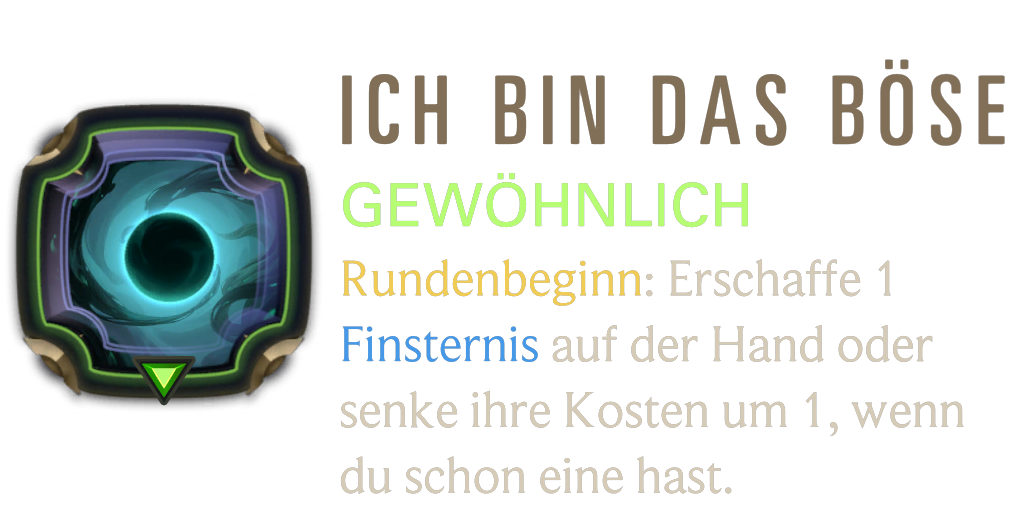 ICH BIN DAS BÖSE
GEWÖHNLICH
Rundenbeginn: Erschaffe 1
Finsternis auf der Hand oder
senke ihre Kosten um 1, wenn
du schon eine hast.